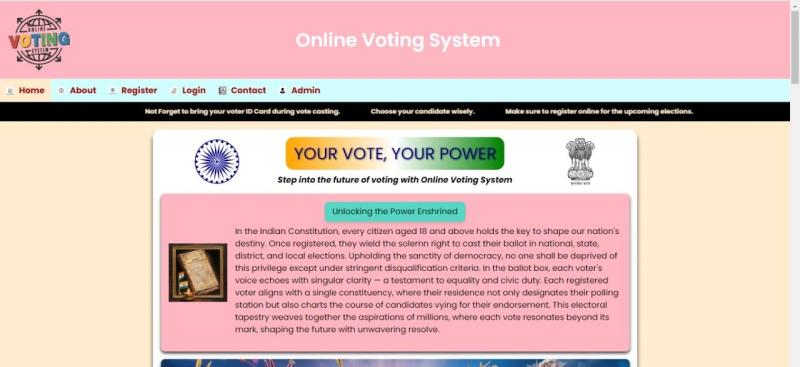 ONLINE
VOTING
SYSTEM
Online Voting System
Home About Register Login Contact Admin
Not Forget to bring your voter ID Card during vote casting. Choose your candidate wisely. Make sure to register online for the upcoming elections.
YOUR VOTE, YOUR POWER
Step into the future of voting with Online Voting System
Unlocking the Power Enshrined
In the Indian Constitution, every citizen aged 18 and above holds the key to shape our nation's
destiny. Once registered, they wield the solemn right to cast their ballot in national, state,
district, and local elections. Upholding the sanctity of democracy, no one shall be deprived of
this privilege except under stringent disqualification criteria. In the ballot box, each voter's
voice echoes with singular clarity — a testament to equality and civic duty. Each registered
voter aligns with a single constituency, where their residence not only designates their polling
station but also charts the course of candidates vying for their endorsement. This electoral
tapestry weaves together the aspirations of millions, where each vote resonates beyond its
mark, shaping the future with unwavering resolve.